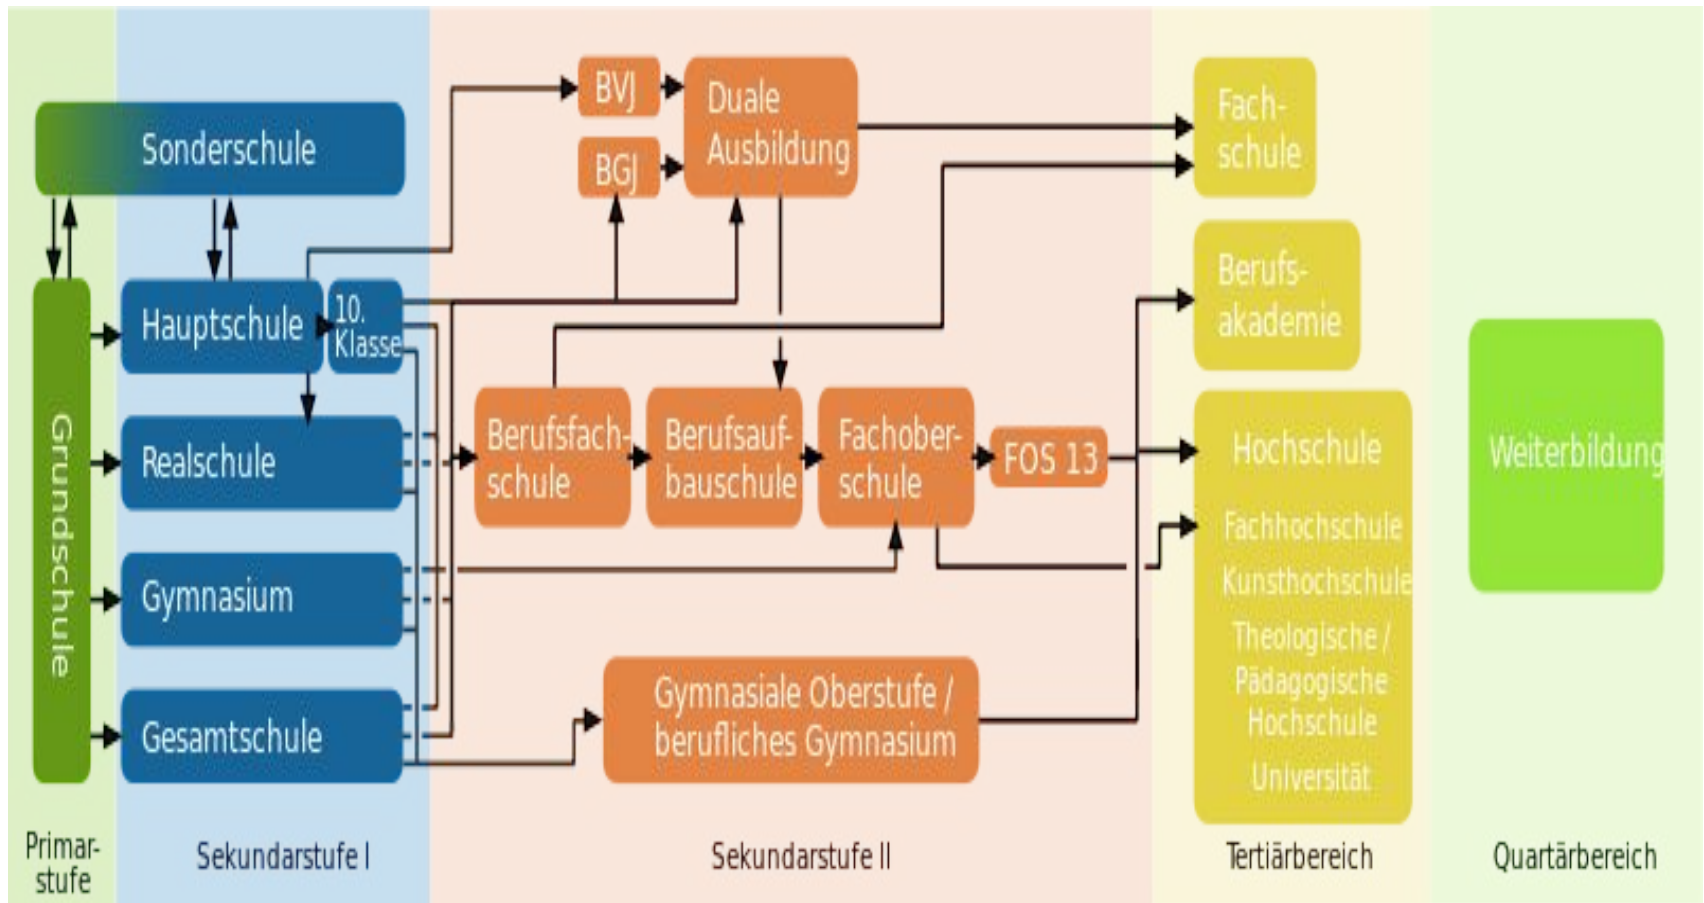 Sonderschule
Grundschule
Hauptschule
10.
Klasse
Realschule
Gymnasium
Gesamtschule
BVJ
BGJ
Duale
Ausbildung
Berufsfach-
schule
Berufsauf-
bauschule
Fachober-
schule
FOS 13
Gymnasiale Oberstufe /
berufliches Gymnasium
Fach-
schule
Berufs-
akademie
Hochschule
Fachhochschule
Kunsthochschule
Theologische /
Pädagogische
Hochschule
Universität
Weiterbildung
Primar-
stufe
Sekundarstufe I
Sekundarstufe II
Tertiärbereich
Quartärbereich